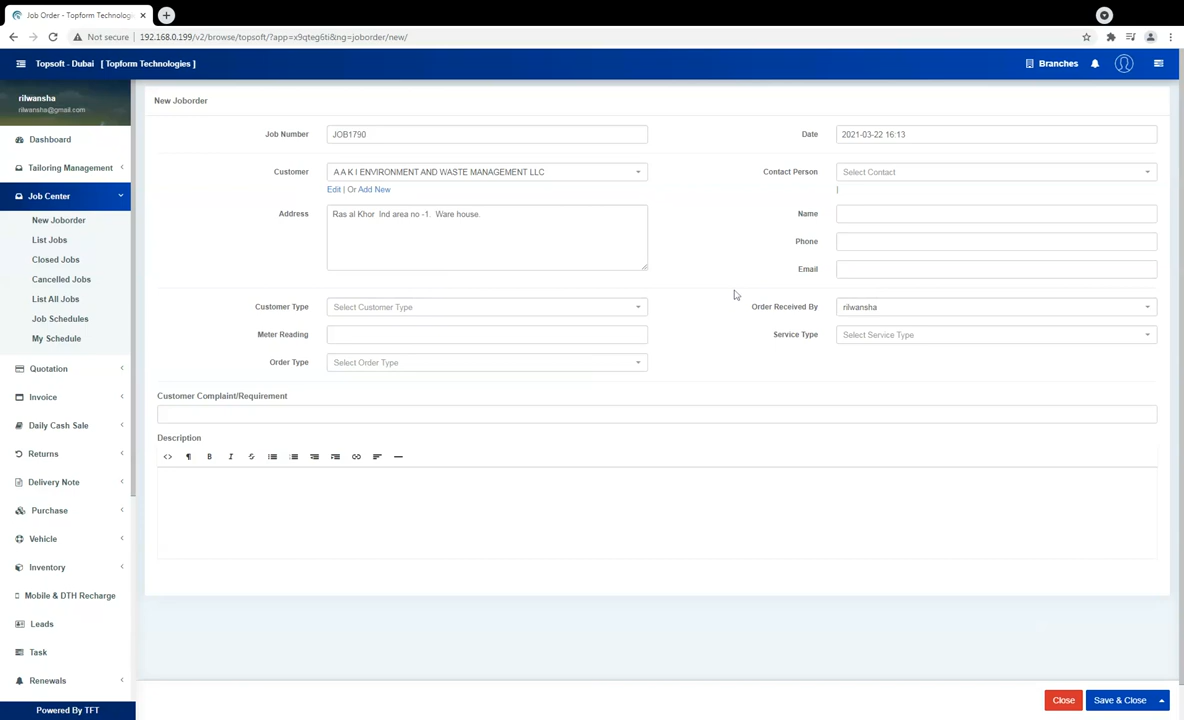 Job Order - Topform Technolog
Not secure 192.168.0.199/v2/browse/topsoft/?app=x9qteg6ti&ng=joborder/new/
Topsoft - Dubai [ Topform Technologies ]
Branches
rilwansha
rilwansha@gmail.com
Dashboard
Tailoring Management
Job Center
New Joborder
List Jobs
Closed Jobs
Cancelled Jobs
List All Jobs
Job Schedules
My Schedule
Quotation
Invoice
Daily Cash Sale
Returns
Delivery Note
Purchase
Vehicle
Inventory
Mobile & DTH Recharge
Leads
Task
Renewals
Powered By TFT
New Joborder
Job Number JOB1790
Date 2021-03-22 16:13
Customer A A K I ENVIRONMENT AND WASTE MANAGEMENT LLC
Edit | Or Add New
Contact Person Select Contact
|
Address Ras al Khor Ind area no -1. Ware house.
Name
Phone
Email
Customer Type Select Customer Type
Order Received By rilwansha
Meter Reading
Service Type Select Service Type
Order Type Select Order Type
Customer Complaint/Requirement
Description
Close
Save & Close